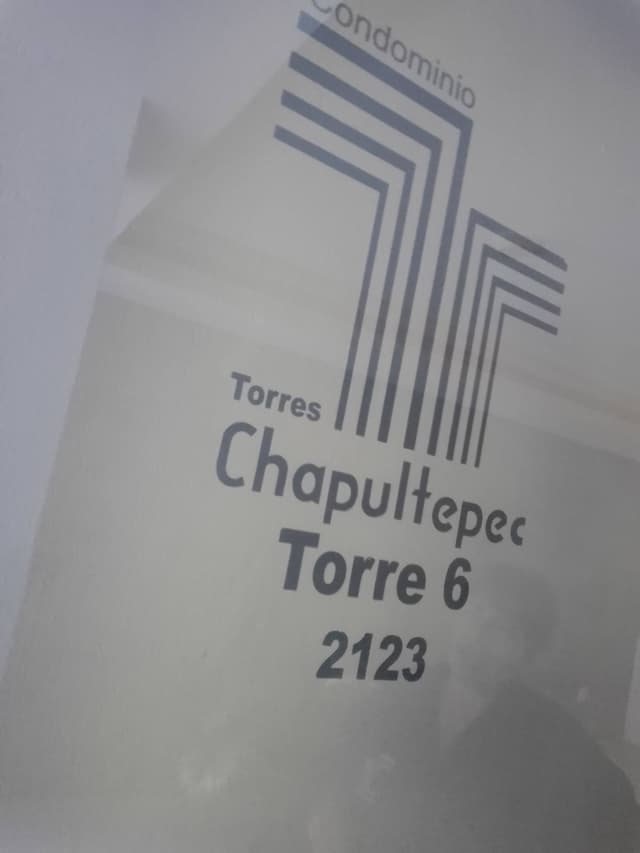 Condominio
Torres
Chapultepec
Torre 6
2123